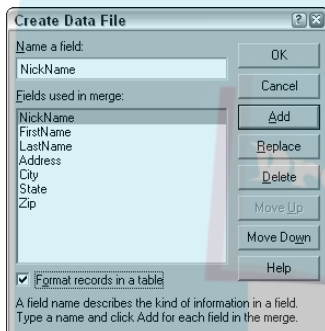 Create Data File
Name a field:
NickName
OK
Cancel
Fields used in merge:
Add
NickName
FirstName
LastName
Address
City
State
Zip
Replace
Delete
Move Up
Move Down
Help
Format records in a table
A field name describes the kind of information in a field.
Type a name and click Add for each field in the merge.